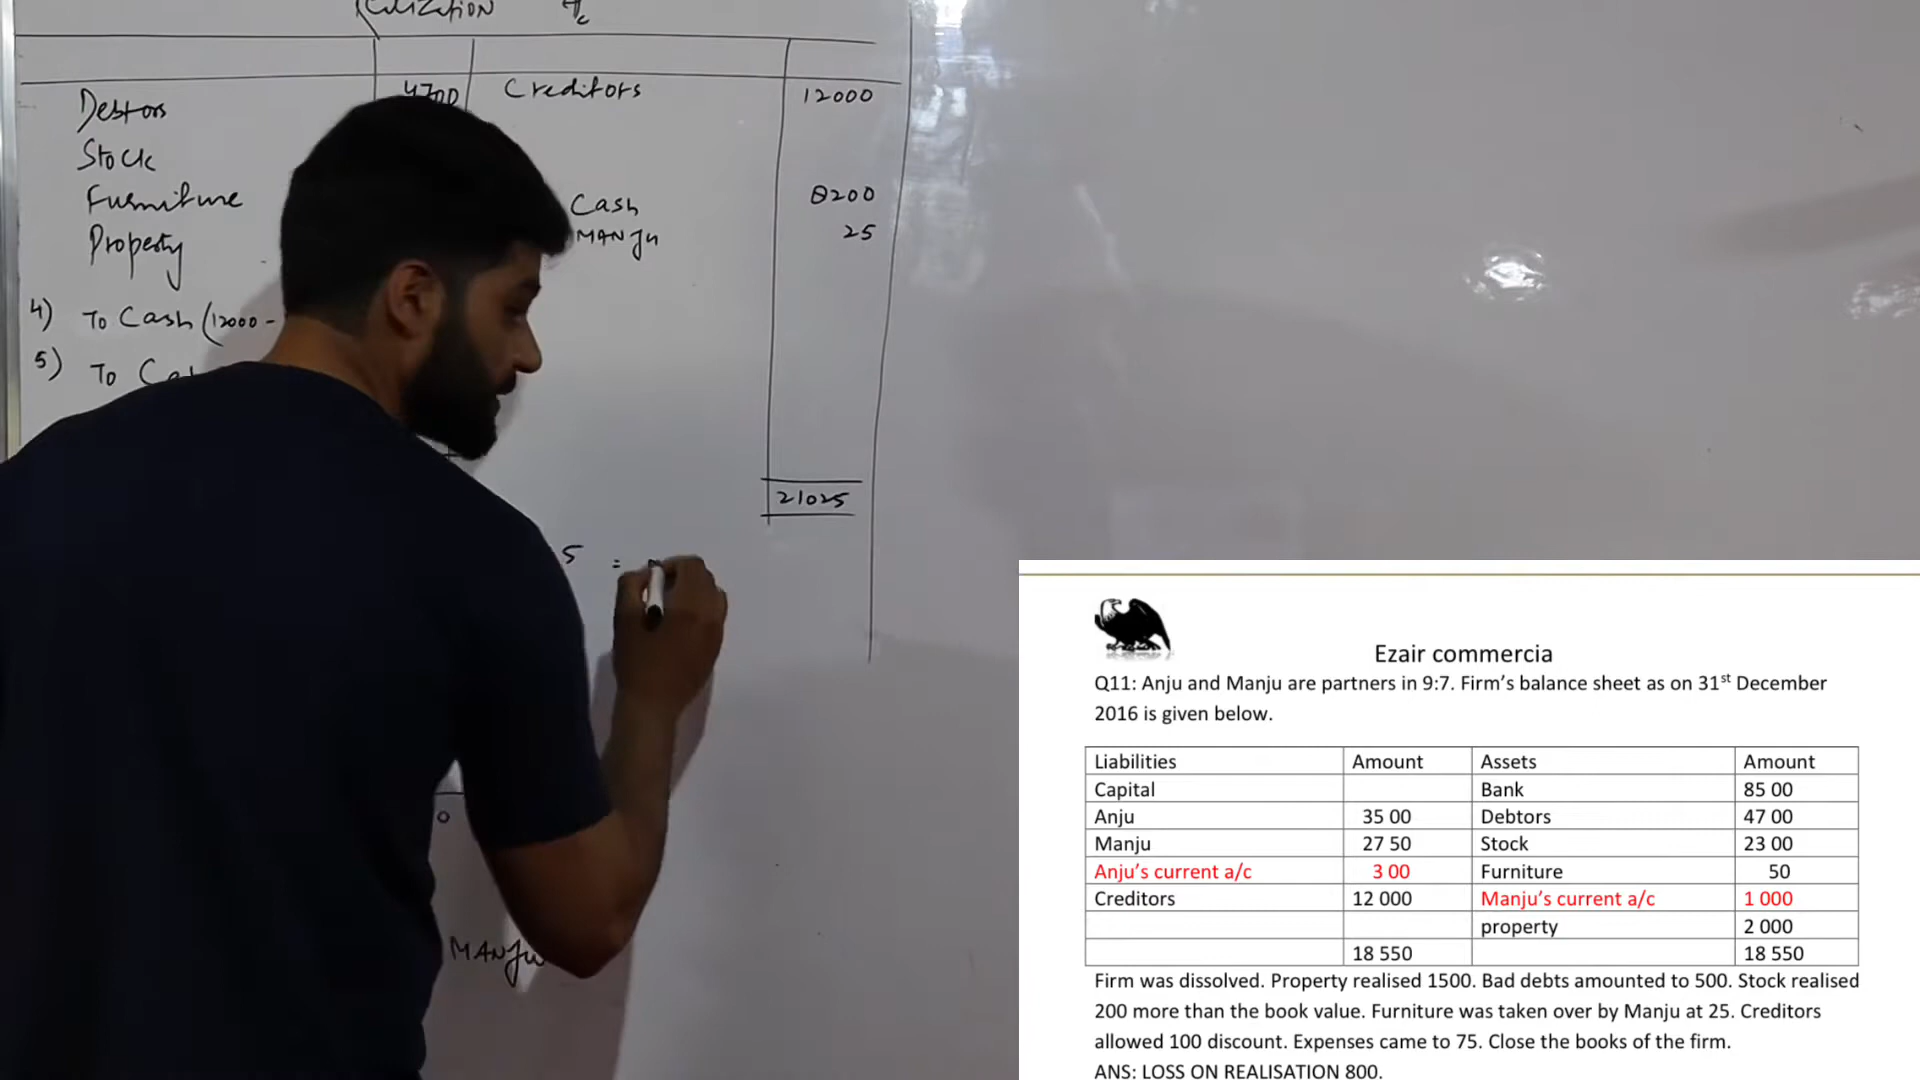 Realization A/c
Debtors 4700 Creditors 12000
Stock
Furniture Cash 8200
Property MANJU 25
4) To Cash (12000 -
5) To Ca
21025
5 =
0
MANJU
Ezair commercia
Q11: Anju and Manju are partners in 9:7. Firm’s balance sheet as on 31st December
2016 is given below.
Liabilities Amount Assets Amount
Capital Bank 85 00
Anju 35 00 Debtors 47 00
Manju 27 50 Stock 23 00
Anju’s current a/c 3 00 Furniture 50
Creditors 12 000 Manju’s current a/c 1 000
property 2 000
18 550 18 550
Firm was dissolved. Property realised 1500. Bad debts amounted to 500. Stock realised
200 more than the book value. Furniture was taken over by Manju at 25. Creditors
allowed 100 discount. Expenses came to 75. Close the books of the firm.
ANS: LOSS ON REALISATION 800.